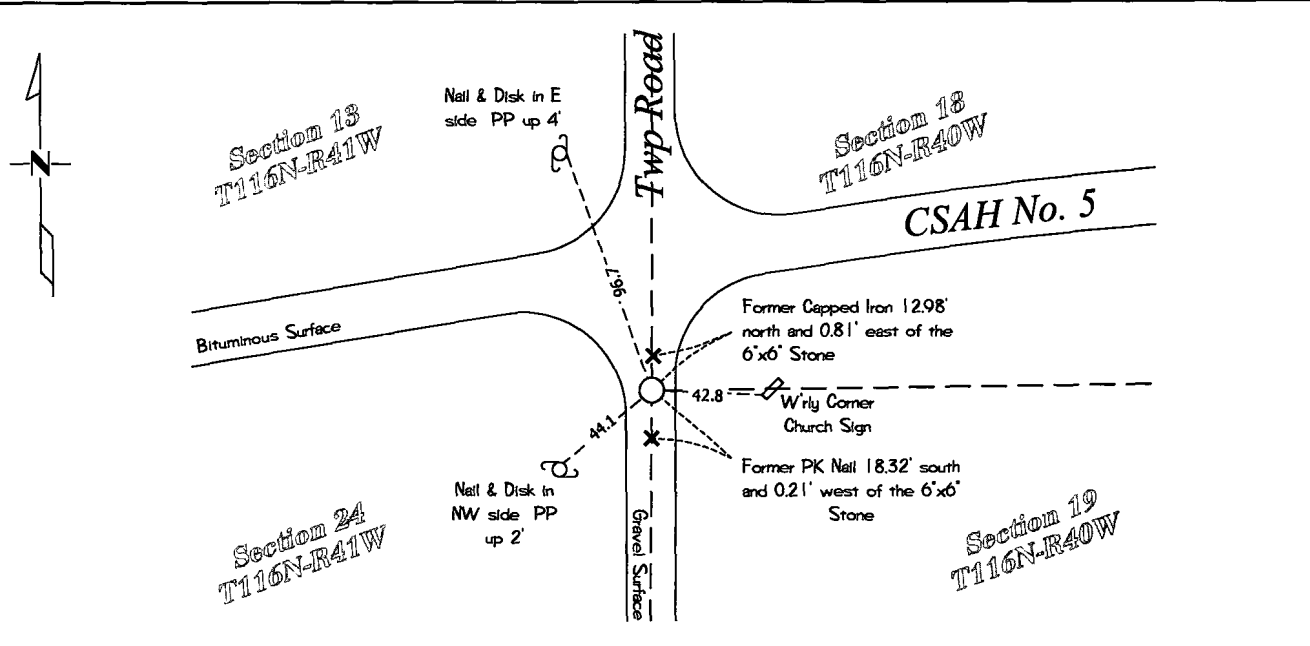 Twp Road
Nail & Disk in E
side PP up 4'
Section 13
T116N-R41W
Section 18
T116N-R40W
N
CSAH No. 5
96.7
Bituminous Surface
Former Capped Iron 12.98'
north and 0.81' east of the
6"x6" Stone
42.8
W'rly Corner
Church Sign
44.1
Former PK Nail 18.32' south
and 0.21' west of the 6"x6"
Stone
Nail & Disk in
NW side PP
up 2'
Gravel Surface
Section 24
T116N-R41W
Section 19
T116N-R40W